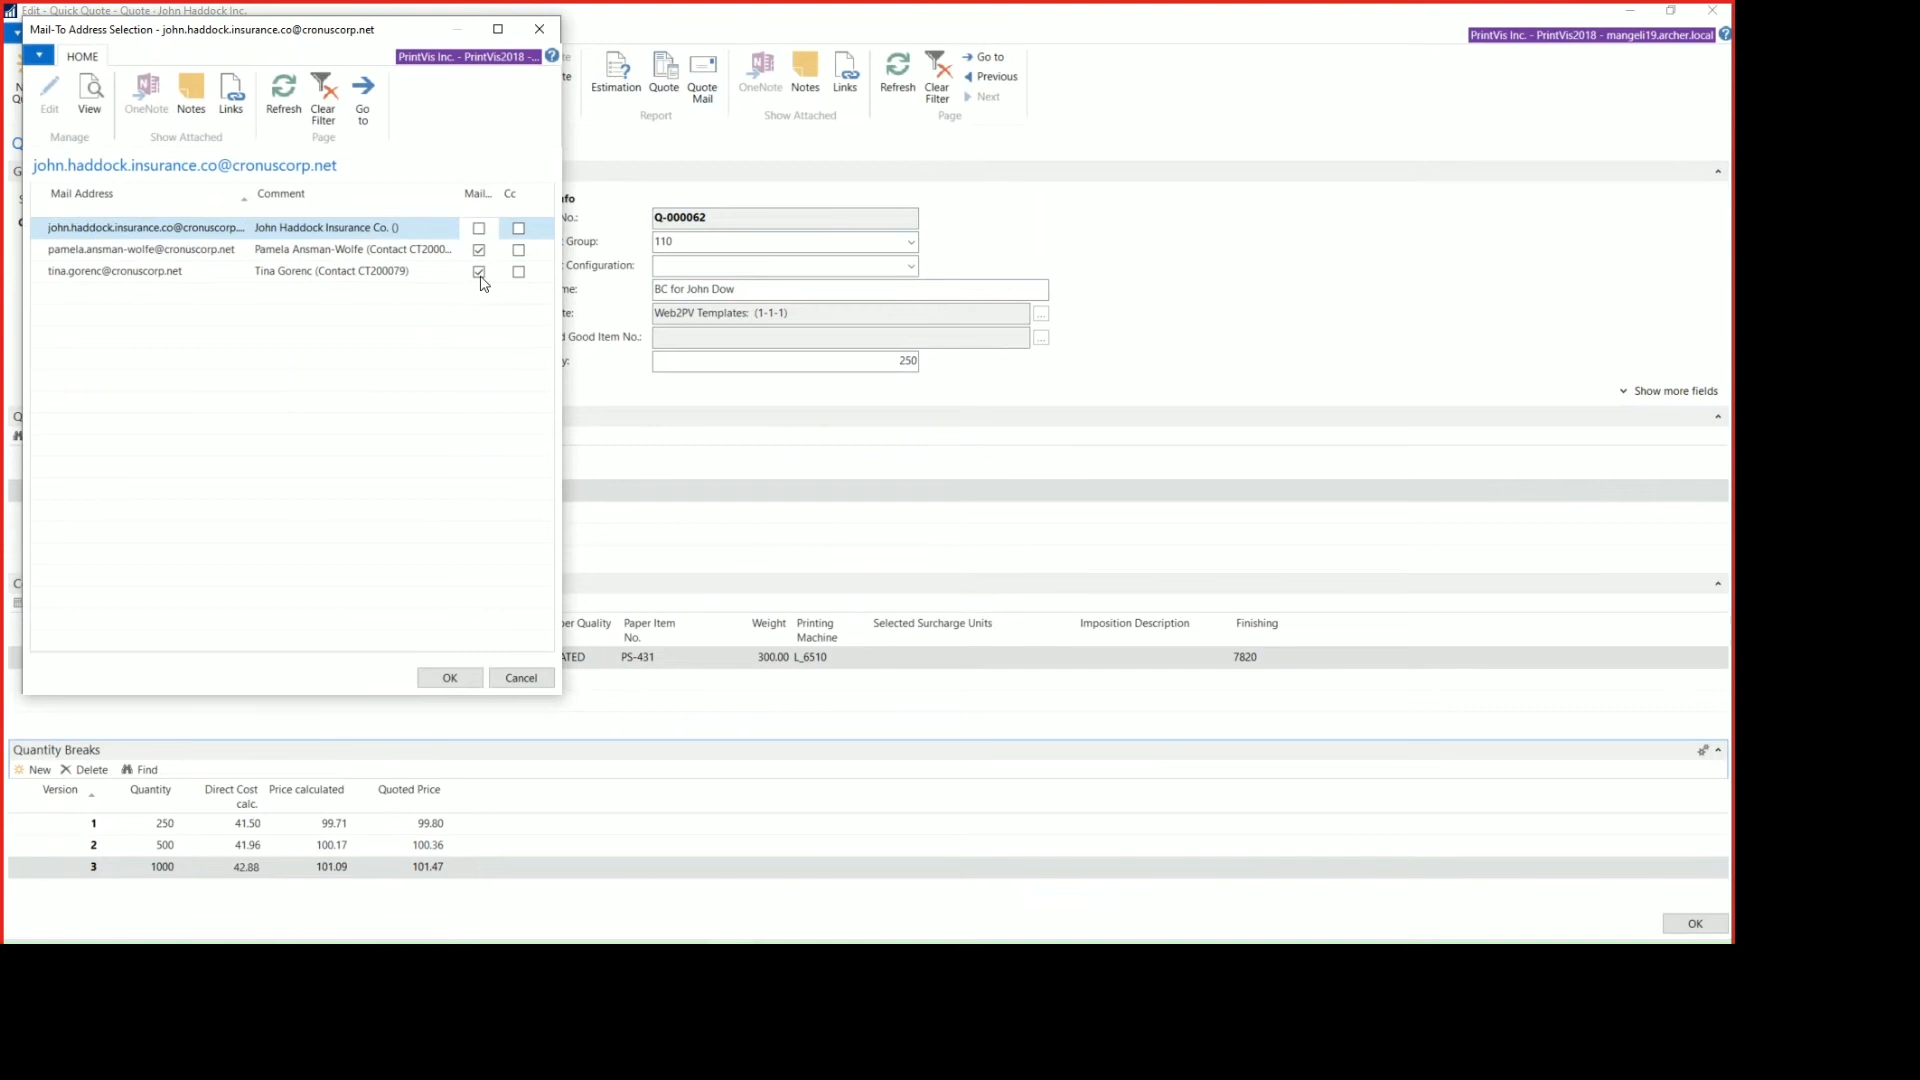 Edit - Quick Quote - Quote · John Haddock Inc.
Mail-To Address Selection - john.haddock.insurance.co@cronuscorp.net
PrintVis Inc. - PrintVis2018 - mangeli19.archer.local
HOME
PrintVis Inc. - PrintVis2018 -...
Edit
View
OneNote
Notes
Links
Refresh
Clear Filter
Go to
Manage
Show Attached
Page
Estimation
Quote
Quote Mail
OneNote
Notes
Links
Refresh
Clear Filter
Go to
Previous
Next
Report
Show Attached
Page
john.haddock.insurance.co@cronuscorp.net
Mail Address Comment Mail... Cc
john.haddock.insurance.co@cronuscorp.... John Haddock Insurance Co. ()
pamela.ansman-wolfe@cronuscorp.net Pamela Ansman-Wolfe (Contact CT2000...
tina.gorenc@cronuscorp.net Tina Gorenc (Contact CT200079)
OK Cancel
No.: Q-000062
Group: 110
Configuration:
me: BC for John Dow
te: Web2PV Templates: (1-1-1)
d Good Item No.:
y: 250
Show more fields
er Quality Paper Item No. Weight Printing Machine Selected Surcharge Units Imposition Description Finishing
ATED PS-431 300.00 L_6510 7820
Quantity Breaks
New Delete Find
Version Quantity Direct Cost calc. Price calculated Quoted Price
1 250 41.50 99.71 99.80
2 500 41.96 100.17 100.36
3 1000 42.88 101.09 101.47
OK